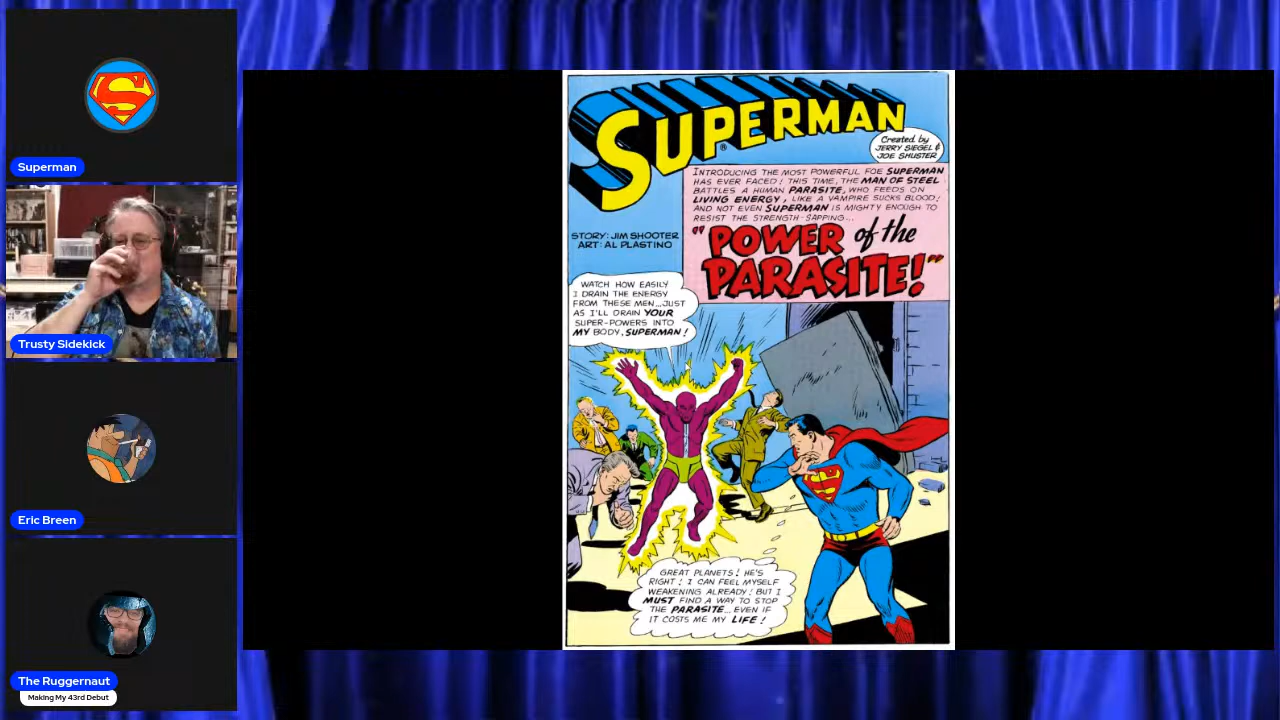 Superman
Trusty Sidekick
Eric Breen
The Ruggernaut
Making My 43rd Debut
SUPERMAN
®
Created by
JERRY SIEGEL &
JOE SHUSTER
INTRODUCING THE MOST POWERFUL FOE SUPERMAN
HAS EVER FACED! THIS TIME, THE MAN OF STEEL
BATTLES A HUMAN PARASITE, WHO FEEDS ON
LIVING ENERGY, LIKE A VAMPIRE SUCKS BLOOD!
AND NOT EVEN SUPERMAN IS MIGHTY ENOUGH TO
RESIST THE STRENGTH-SAPPING...
"POWER of the
PARASITE!"
STORY: JIM SHOOTER
ART: AL PLASTINO
WATCH HOW EASILY
I DRAIN THE ENERGY
FROM THESE MEN...JUST
AS I'LL DRAIN YOUR
SUPER-POWERS INTO
MY BODY, SUPERMAN!
GREAT PLANETS! HE'S
RIGHT! I CAN FEEL MYSELF
WEAKENING ALREADY! BUT I
MUST FIND A WAY TO STOP
THE PARASITE... EVEN IF
IT COSTS ME MY LIFE!